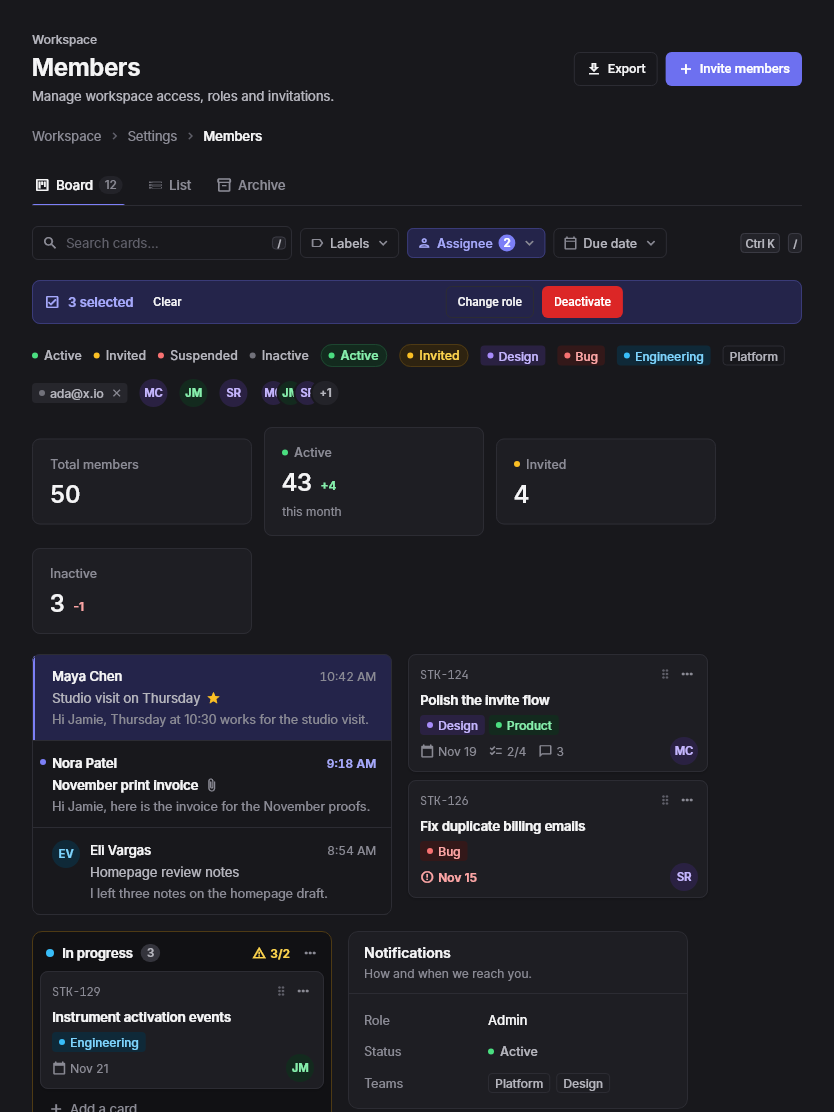 Workspace
Members
Manage workspace access, roles and invitations.
Export
Invite members
Workspace > Settings > Members
Board 12 List Archive
Search cards... / Labels Assignee 2 Due date Ctrl K /
3 selected Clear Change role Deactivate
Active Invited Suspended Inactive Active Invited Design Bug Engineering Platform
ada@x.io × MC JM SR +1
Total members
50
Active
43 +4
this month
Invited
4
Inactive
3 -1
Maya Chen 10:42 AM
Studio visit on Thursday
Hi Jamie, Thursday at 10:30 works for the studio visit.
Nora Patel 9:18 AM
November print invoice
Hi Jamie, here is the invoice for the November proofs.
EV Eli Vargas 8:54 AM
Homepage review notes
I left three notes on the homepage draft.
STK-124
Polish the invite flow
Design Product
Nov 19 2/4 3 MC
STK-126
Fix duplicate billing emails
Bug
Nov 15 SR
In progress 3 3/2
STK-129
Instrument activation events
Engineering
Nov 21 JM
Add a card
Notifications
How and when we reach you.
Role Admin
Status Active
Teams Platform Design